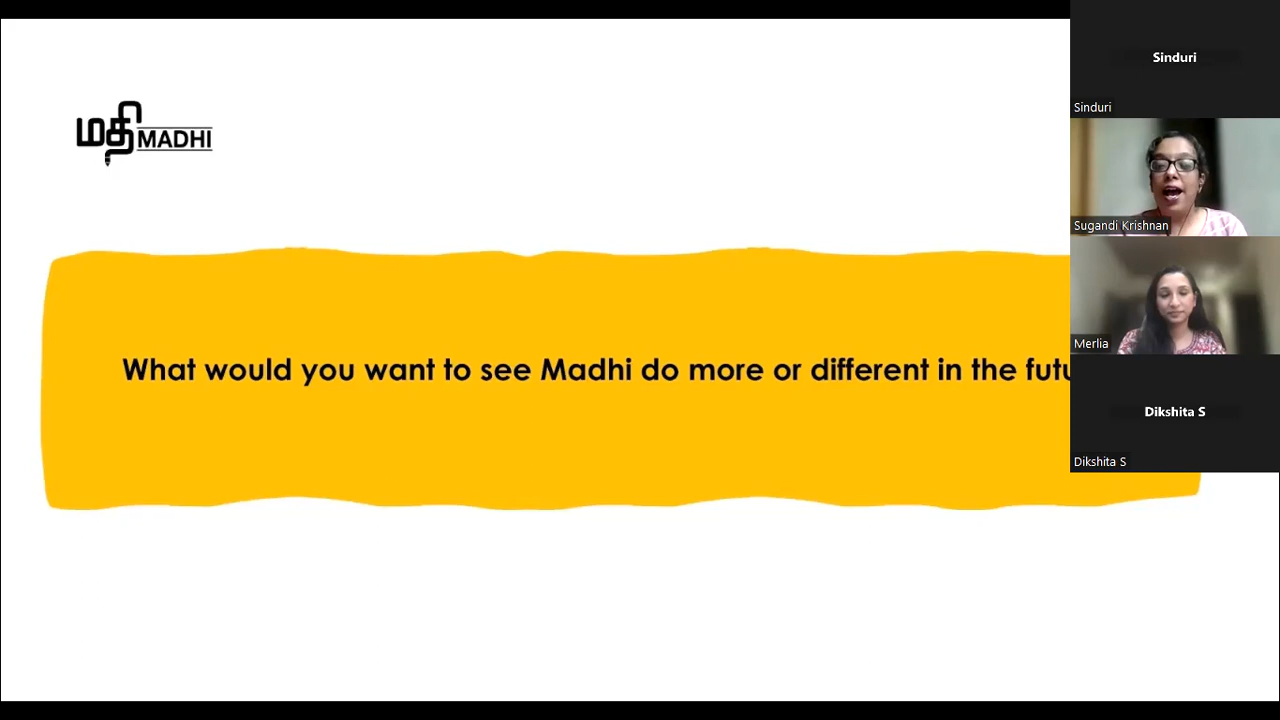 மதி MADHI
What would you want to see Madhi do more or different in the futu
Sinduri
Sinduri
Sugandi Krishnan
Merlia
Dikshita S
Dikshita S